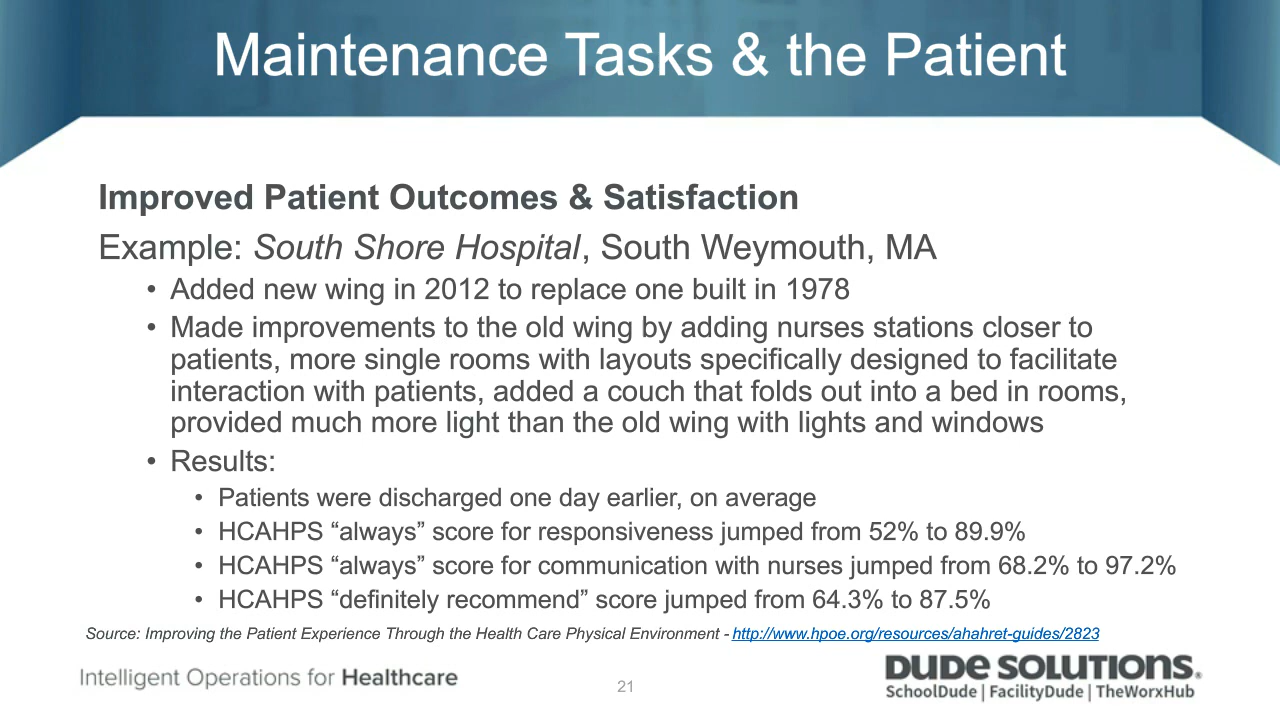 Maintenance Tasks & the Patient
Improved Patient Outcomes & Satisfaction
Example: South Shore Hospital, South Weymouth, MA
• Added new wing in 2012 to replace one built in 1978
• Made improvements to the old wing by adding nurses stations closer to
patients, more single rooms with layouts specifically designed to facilitate
interaction with patients, added a couch that folds out into a bed in rooms,
provided much more light than the old wing with lights and windows
• Results:
• Patients were discharged one day earlier, on average
• HCAHPS “always” score for responsiveness jumped from 52% to 89.9%
• HCAHPS “always” score for communication with nurses jumped from 68.2% to 97.2%
• HCAHPS “definitely recommend” score jumped from 64.3% to 87.5%
Source: Improving the Patient Experience Through the Health Care Physical Environment - http://www.hpoe.org/resources/ahahret-guides/2823
Intelligent Operations for Healthcare
21
DUDE SOLUTIONS®
SchoolDude | FacilityDude | TheWorxHub